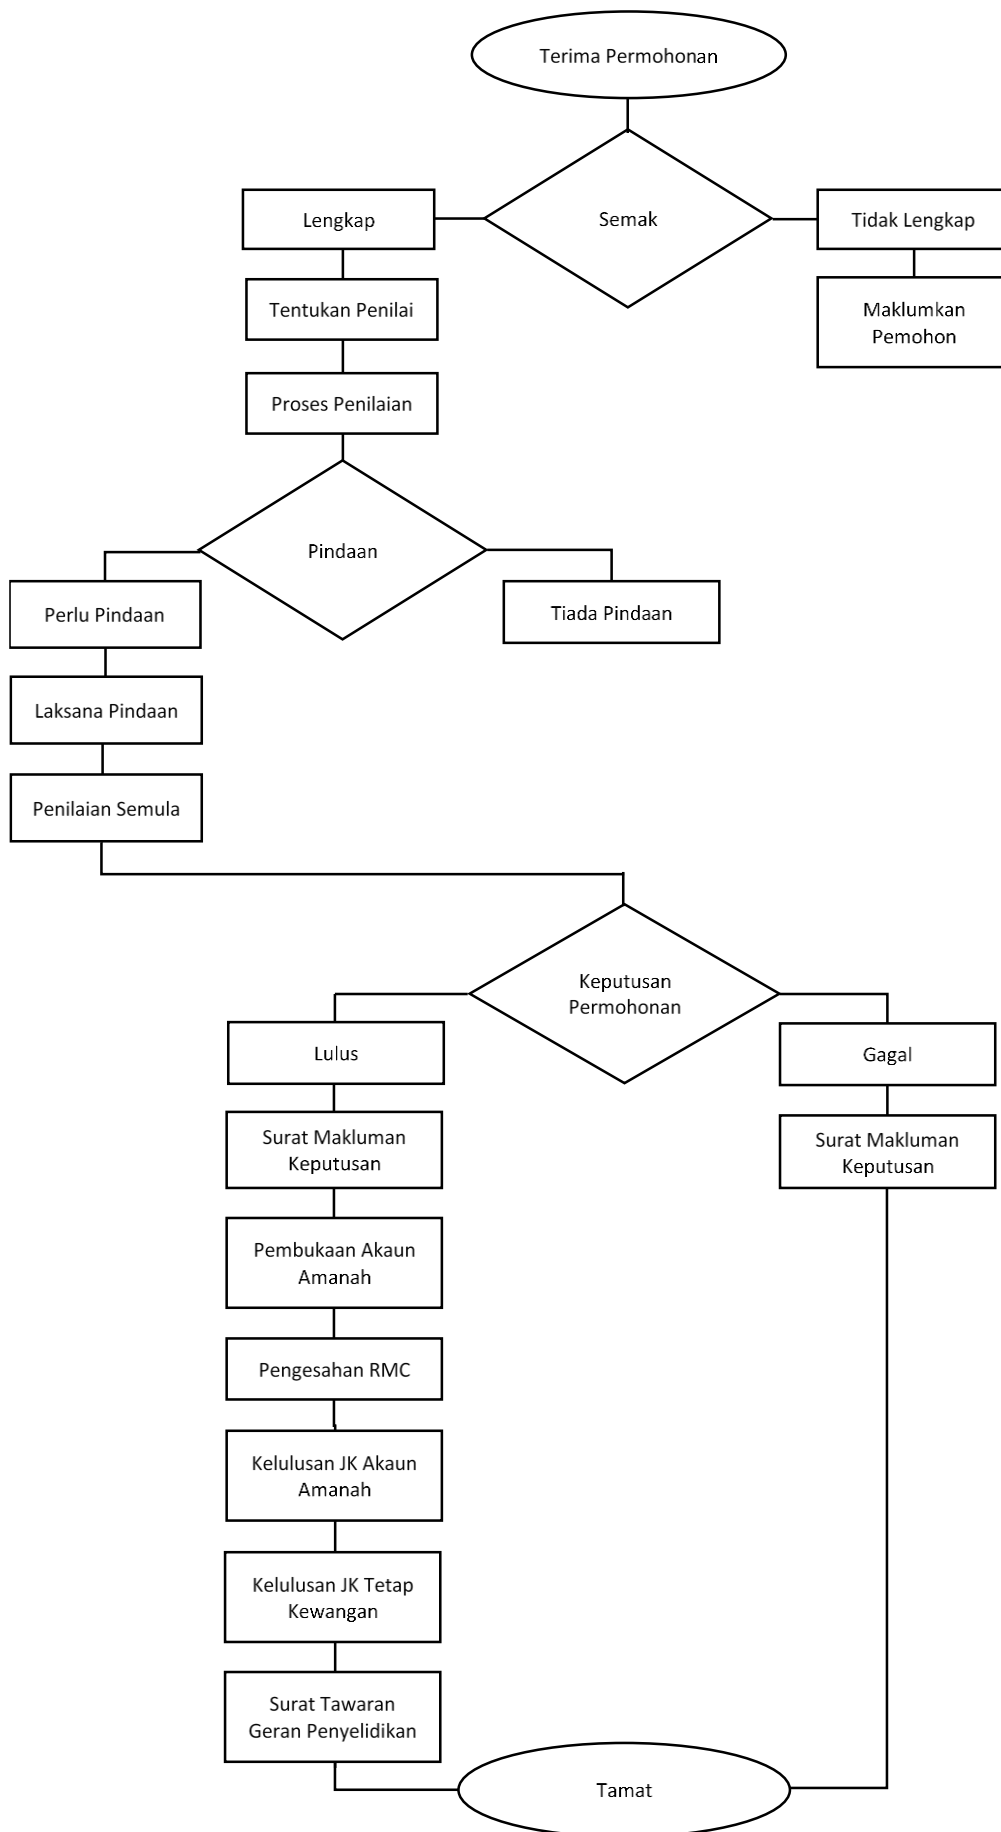 Terima Permohonan
Lengkap
Semak
Tidak Lengkap
Tentukan Penilai
Maklumkan
Pemohon
Proses Penilaian
Pindaan
Perlu Pindaan
Tiada Pindaan
Laksana Pindaan
Penilaian Semula
Keputusan
Permohonan
Lulus
Gagal
Surat Makluman
Keputusan
Surat Makluman
Keputusan
Pembukaan Akaun
Amanah
Pengesahan RMC
Kelulusan JK Akaun
Amanah
Kelulusan JK Tetap
Kewangan
Surat Tawaran
Geran Penyelidikan
Tamat